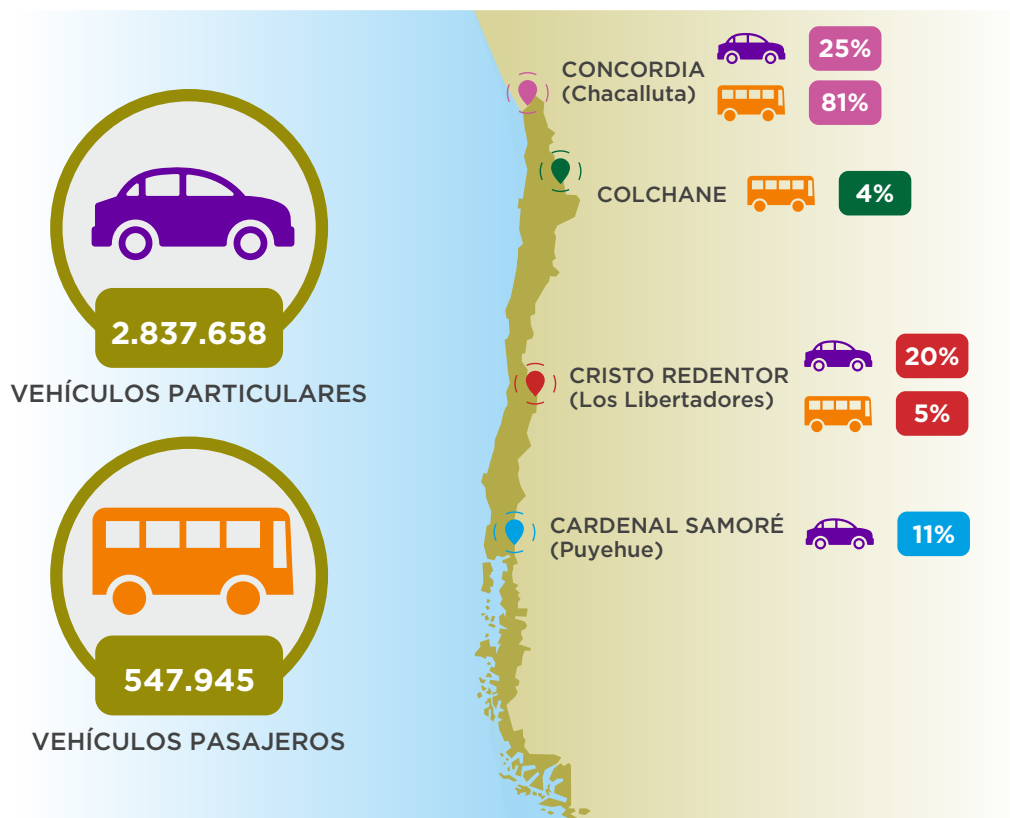 2.837.658
VEHÍCULOS PARTICULARES
547.945
VEHÍCULOS PASAJEROS
CONCORDIA
(Chacalluta)
25%
81%
COLCHANE
4%
CRISTO REDENTOR
(Los Libertadores)
20%
5%
CARDENAL SAMORÉ
(Puyehue)
11%